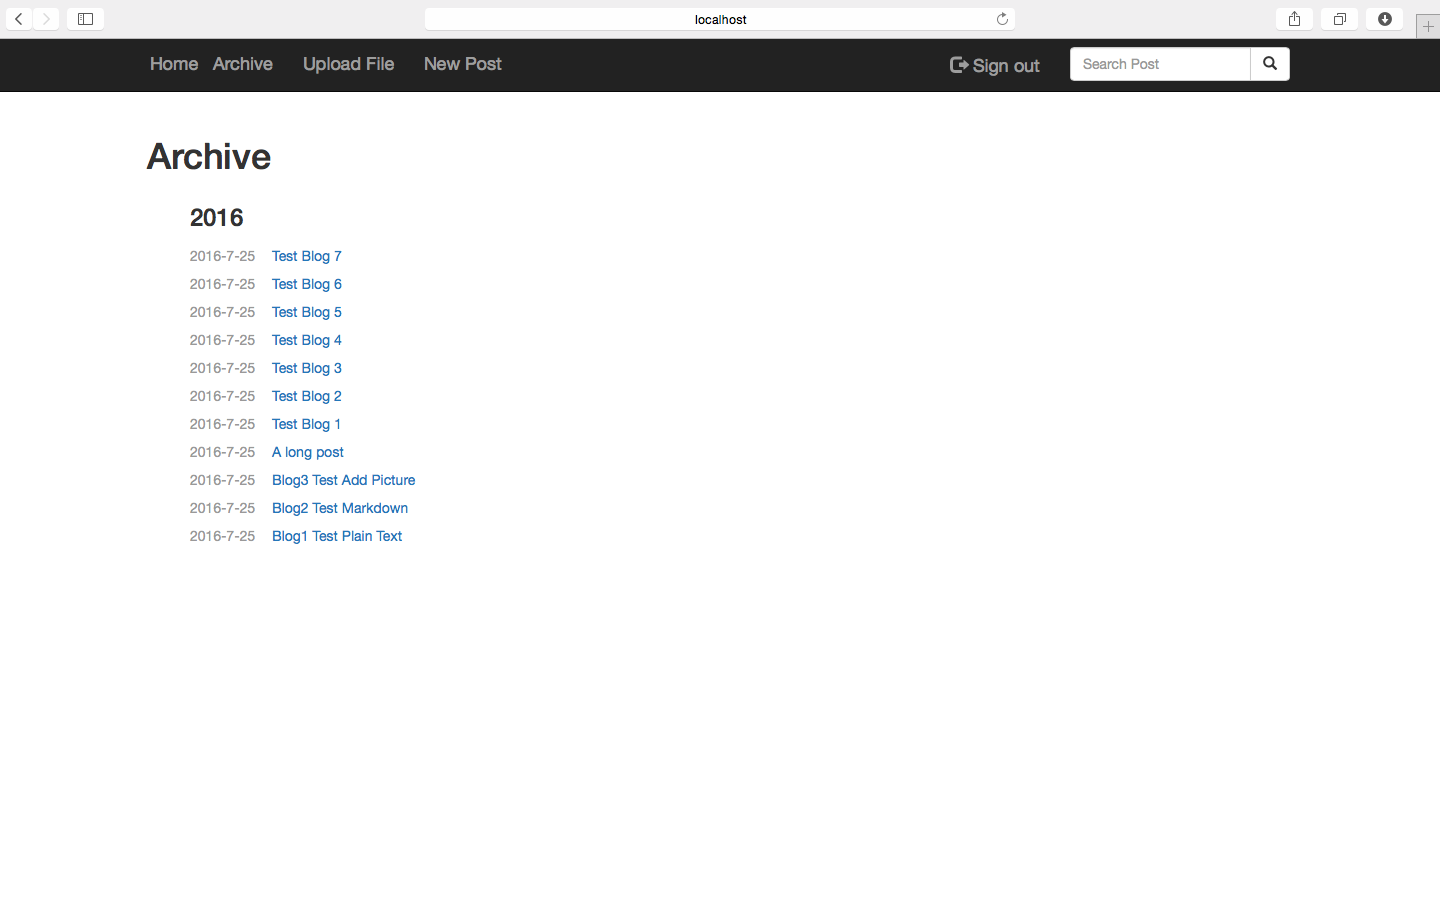 localhost
Home Archive Upload File New Post Sign out Search Post
Archive
2016
2016-7-25 Test Blog 7
2016-7-25 Test Blog 6
2016-7-25 Test Blog 5
2016-7-25 Test Blog 4
2016-7-25 Test Blog 3
2016-7-25 Test Blog 2
2016-7-25 Test Blog 1
2016-7-25 A long post
2016-7-25 Blog3 Test Add Picture
2016-7-25 Blog2 Test Markdown
2016-7-25 Blog1 Test Plain Text